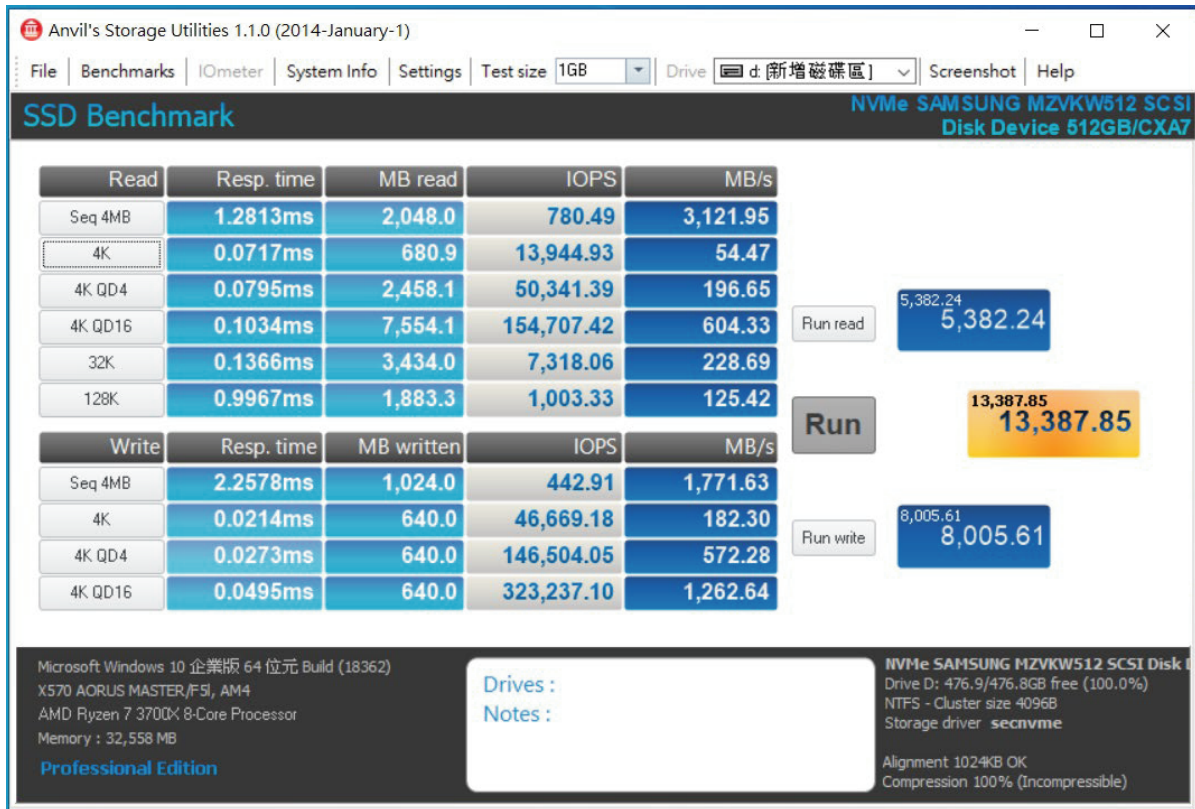 Anvil's Storage Utilities 1.1.0 (2014-January-1)
File Benchmarks IOmeter System Info Settings Test size 1GB Drive d: [新增磁碟區] Screenshot Help
SSD Benchmark
NVMe SAMSUNG MZVKW512 SCSI
Disk Device 512GB/CXA7
Read Resp. time MB read IOPS MB/s
Seq 4MB 1.2813ms 2,048.0 780.49 3,121.95
4K 0.0717ms 680.9 13,944.93 54.47
4K QD4 0.0795ms 2,458.1 50,341.39 196.65
4K QD16 0.1034ms 7,554.1 154,707.42 604.33
32K 0.1366ms 3,434.0 7,318.06 228.69
128K 0.9967ms 1,883.3 1,003.33 125.42
Run read
5,382.24
5,382.24
Run
13,387.85
13,387.85
Write Resp. time MB written IOPS MB/s
Seq 4MB 2.2578ms 1,024.0 442.91 1,771.63
4K 0.0214ms 640.0 46,669.18 182.30
4K QD4 0.0273ms 640.0 146,504.05 572.28
4K QD16 0.0495ms 640.0 323,237.10 1,262.64
Run write
8,005.61
8,005.61
Microsoft Windows 10 企業版 64 位元 Build (18362)
X570 AORUS MASTER/F5l, AM4
AMD Ryzen 7 3700X 8-Core Processor
Memory : 32,558 MB
Professional Edition
Drives :
Notes :
NVMe SAMSUNG MZVKW512 SCSI Disk
Drive D: 476.9/476.8GB free (100.0%)
NTFS - Cluster size 4096B
Storage driver secnvme
Alignment 1024KB OK
Compression 100% (Incompressible)